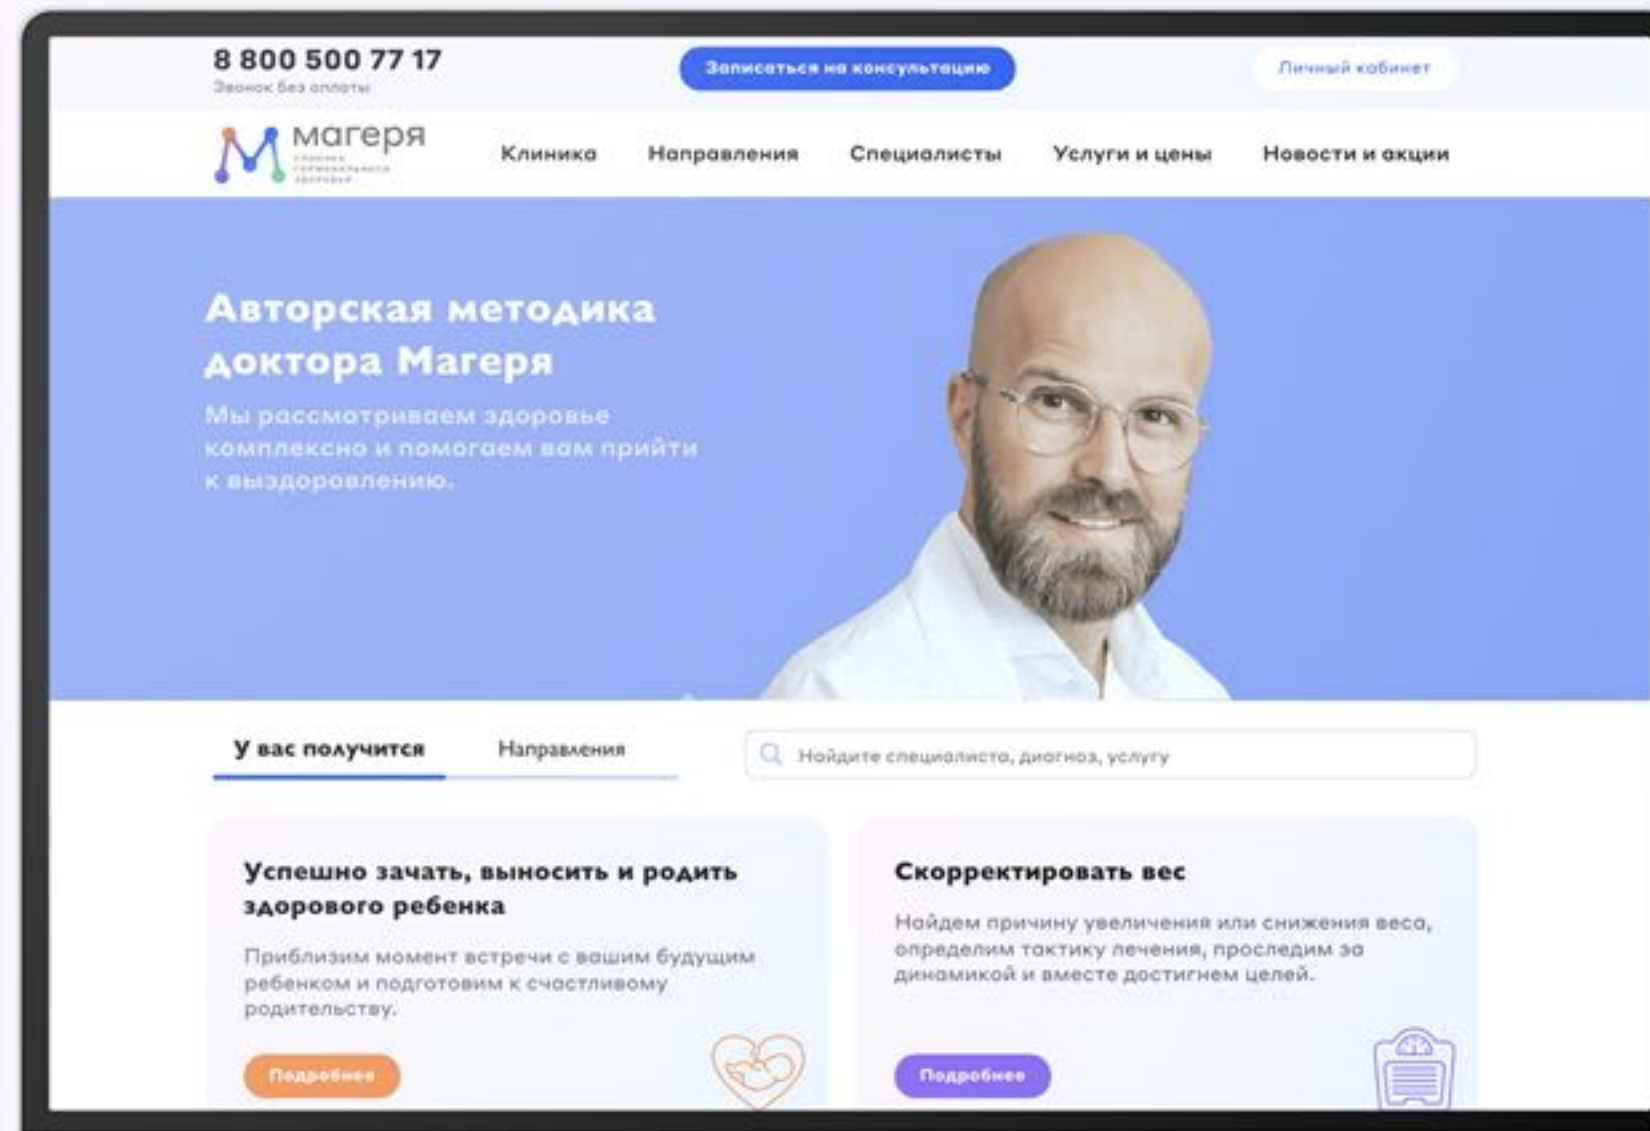 8 800 500 77 17
Звонок без оплаты
Записаться на консультацию
Личный кабинет
магеря
клиника
гормонального
здоровья
Клиника
Направления
Специалисты
Услуги и цены
Новости и акции
Авторская методика
доктора Магеря
Мы рассматриваем здоровье
комплексно и помогаем вам прийти
к выздоровлению.
У вас получится
Направления
Найдите специалиста, диагноз, услугу
Успешно зачать, выносить и родить
здорового ребенка
Приблизим момент встречи с вашим будущим
ребенком и подготовим к счастливому
родительству.
Подробнее
Скорректировать вес
Найдем причину увеличения или снижения веса,
определим тактику лечения, проследим за
динамикой и вместе достигнем целей.
Подробнее